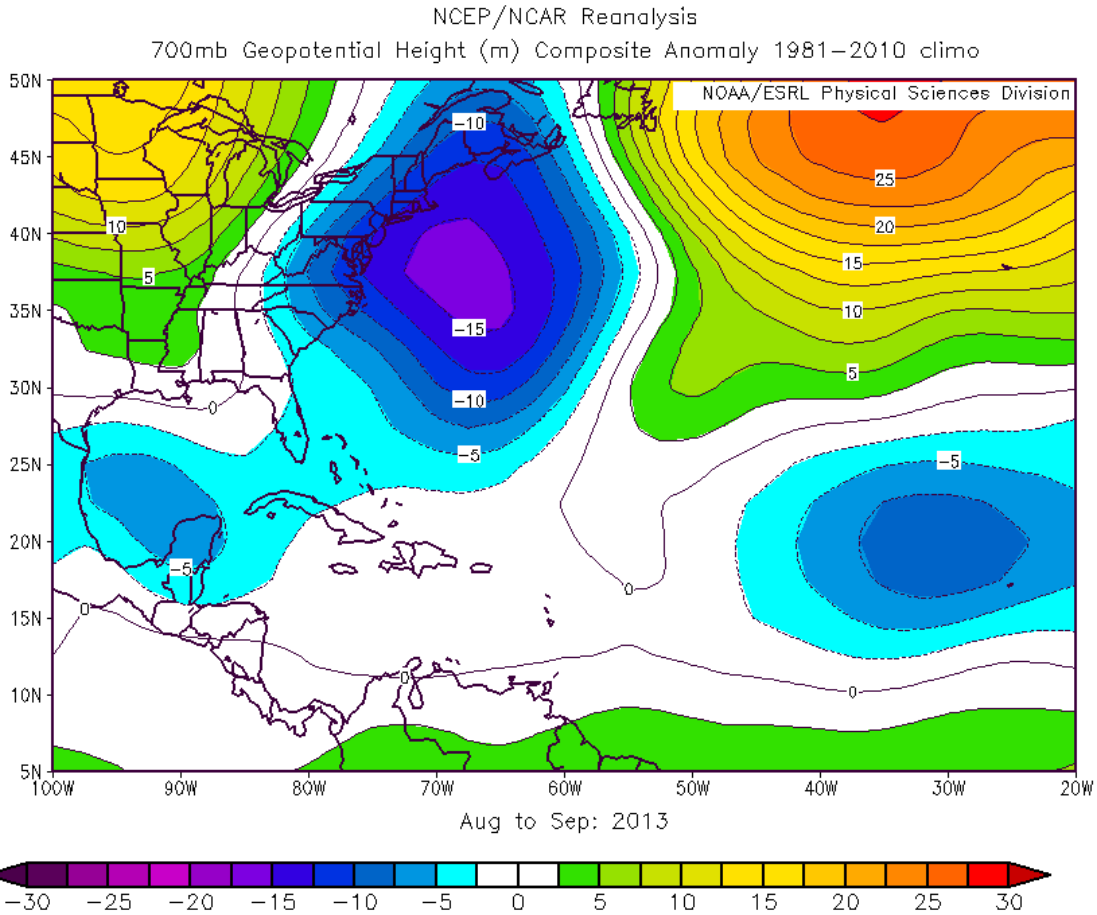 NCEP/NCAR Reanalysis
700mb Geopotential Height (m) Composite Anomaly 1981-2010 climo
NOAA/ESRL Physical Sciences Division
50N
-10
45N
25
10
40N
20
15
5
35N
-15
10
30N
5
-10
0
25N
-5
-5
20N
-5
0
15N
0
0
0
10N
5N
100W 90W 80W 70W 60W 50W 40W 30W 20W
Aug to Sep: 2013
-30 -25 -20 -15 -10 -5 0 5 10 15 20 25 30